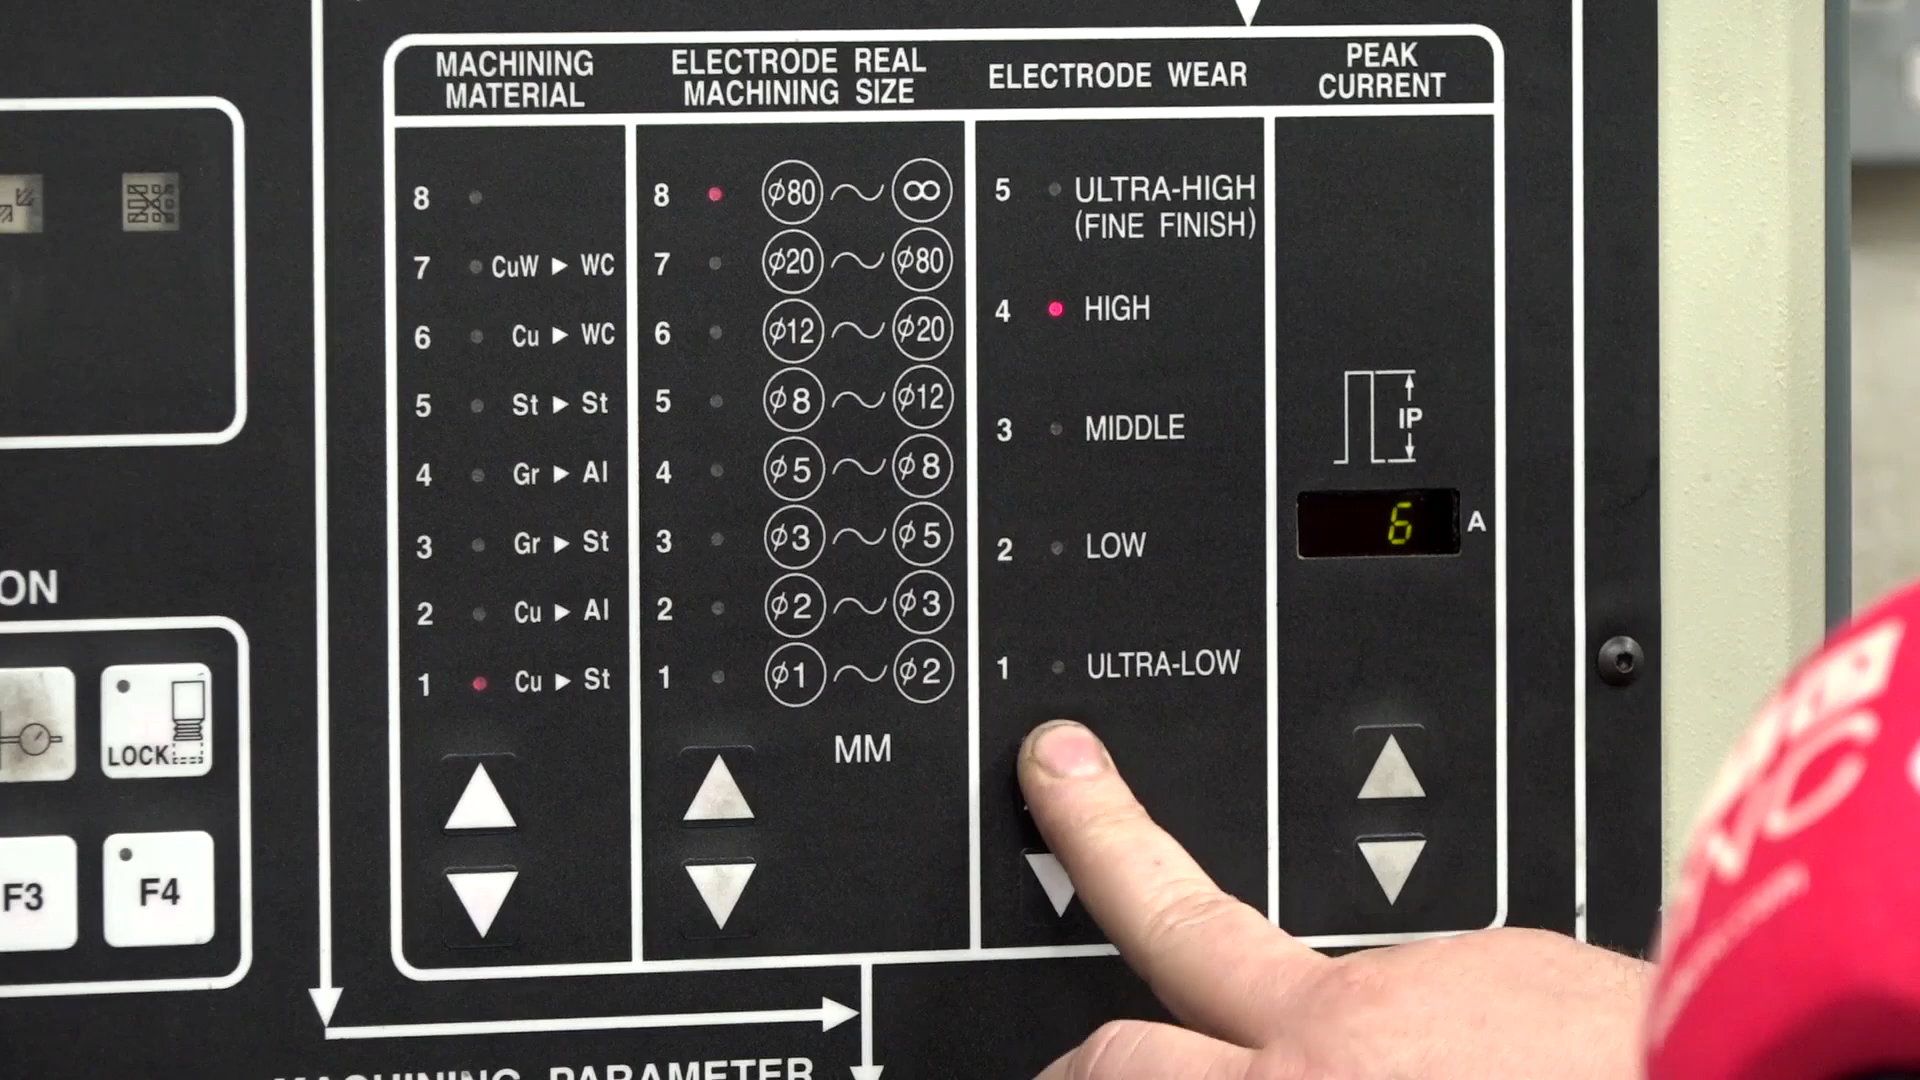 MACHINING
MATERIAL
ELECTRODE REAL
MACHINING SIZE
ELECTRODE WEAR
PEAK
CURRENT
8
7 CuW ▶ WC
6 Cu ▶ WC
5 St ▶ St
4 Gr ▶ Al
3 Gr ▶ St
2 Cu ▶ Al
1 Cu ▶ St
8 ϕ80 ~ ∞
7 ϕ20 ~ ϕ80
6 ϕ12 ~ ϕ20
5 ϕ8 ~ ϕ12
4 ϕ5 ~ ϕ8
3 ϕ3 ~ ϕ5
2 ϕ2 ~ ϕ3
1 ϕ1 ~ ϕ2
MM
5 ULTRA-HIGH
(FINE FINISH)
4 HIGH
3 MIDDLE
2 LOW
1 ULTRA-LOW
IP
6 A
ON
LOCK
F3
F4
MACHINING PARAMETER